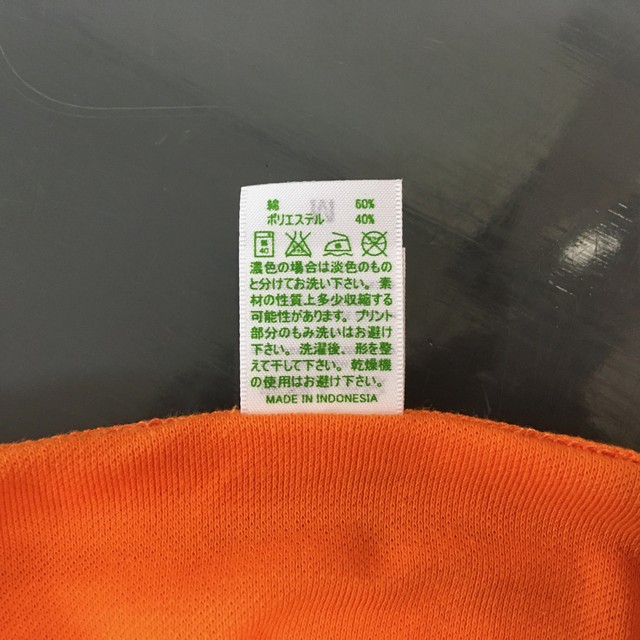 綿 60%
ポリエステル 40%
40
濃色の場合は淡色のもの
と分けてお洗い下さい。素
材の性質上多少収縮する
可能性があります。プリント
部分のもみ洗いはお避け
下さい。洗濯後、形を整
えて干して下さい。乾燥機
の使用はお避け下さい。
MADE IN INDONESIA